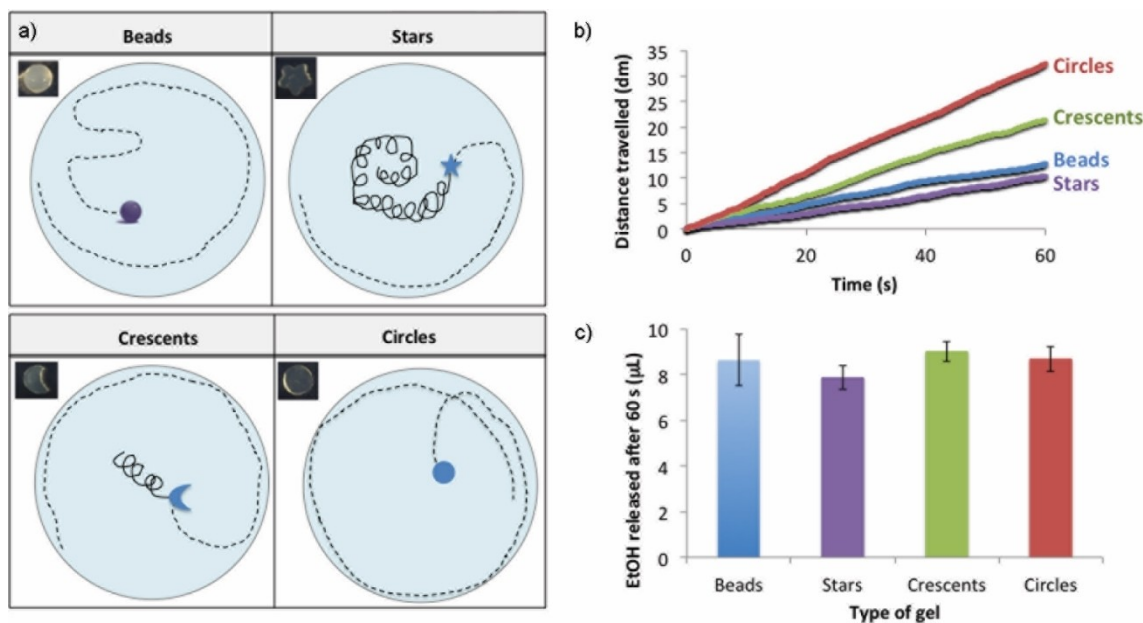 a)
Beads
Stars
Crescents
Circles
b)
35
30
25
20
15
10
5
0
Distance travelled (dm)
0
20
40
60
Time (s)
Circles
Crescents
Beads
Stars
c)
10
8
6
4
2
0
EtOH released after 60 s (μL)
Beads
Stars
Crescents
Circles
Type of gel